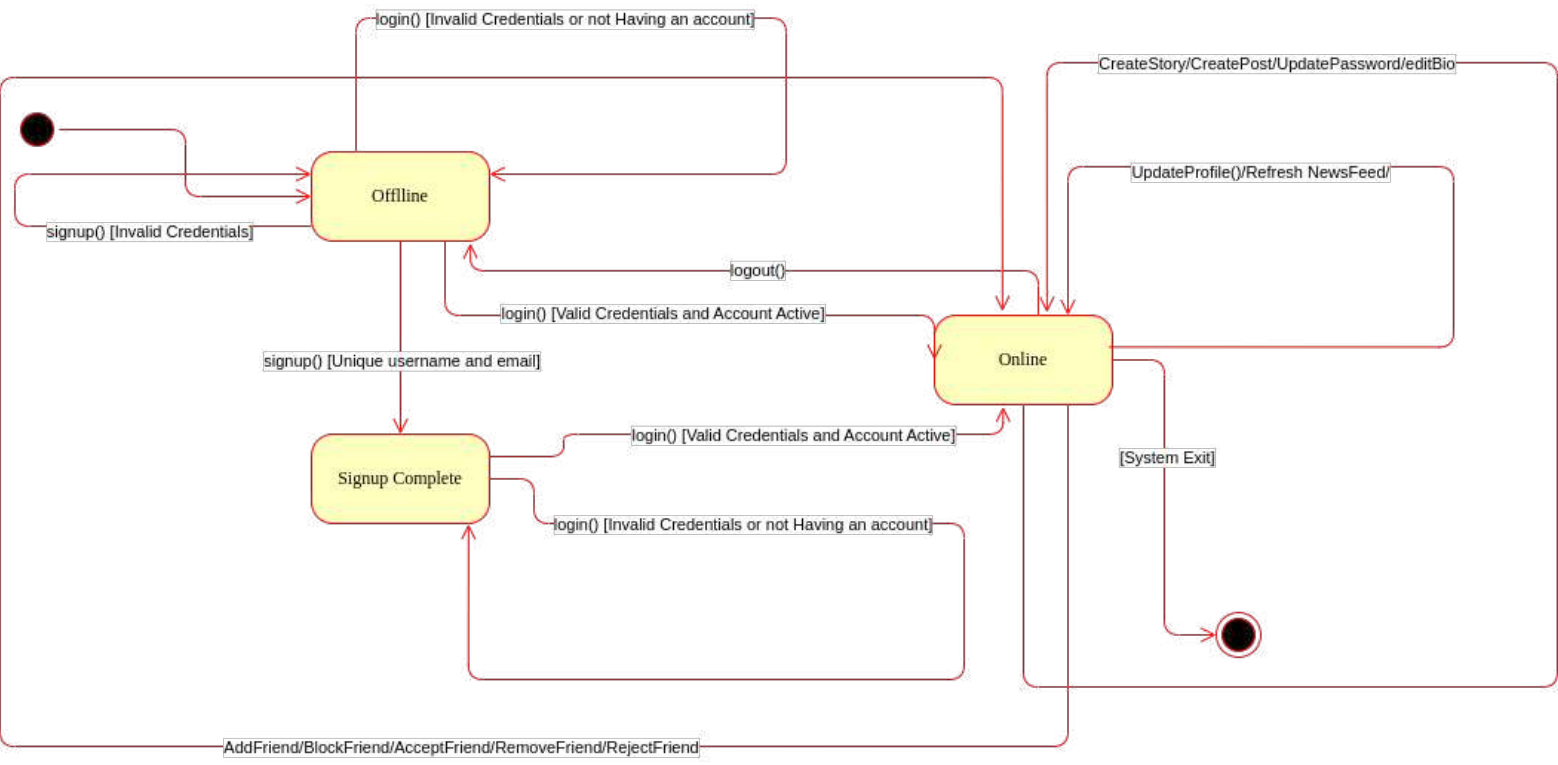 login() [Invalid Credentials or not Having an account]
CreateStory/CreatePost/UpdatePassword/editBio
UpdateProfile()/Refresh NewsFeed/
Offlline
signup() [Invalid Credentials]
logout()
login() [Valid Credentials and Account Active]
signup() [Unique username and email]
Online
login() [Valid Credentials and Account Active]
[System Exit]
Signup Complete
login() [Invalid Credentials or not Having an account]
AddFriend/BlockFriend/AcceptFriend/RemoveFriend/RejectFriend